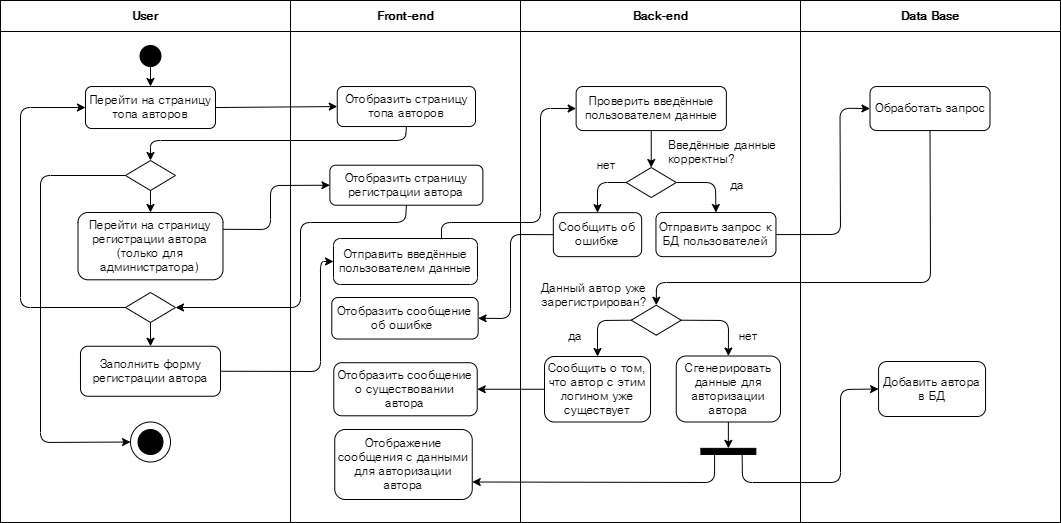 User
Front-end
Back-end
Data Base
Перейти на страницу
топа авторов
Отобразить страницу
топа авторов
Проверить введённые
пользователем данные
Обработать запрос
Введённые данные
корректны?
нет
да
Отобразить страницу
регистрации автора
Перейти на страницу
регистрации автора
(только для
администратора)
Сообщить об
ошибке
Отправить запрос к
БД пользователей
Отправить введённые
пользователем данные
Данный автор уже
зарегистрирован?
Отобразить сообщение
об ошибке
да
нет
Заполнить форму
регистрации автора
Отобразить сообщение
о существовании
автора
Сообщить о том,
что автор с этим
логином уже
существует
Сгенерировать
данные для
авторизации
автора
Добавить автора
в БД
Отображение
сообщения с данными
для авторизации
автора